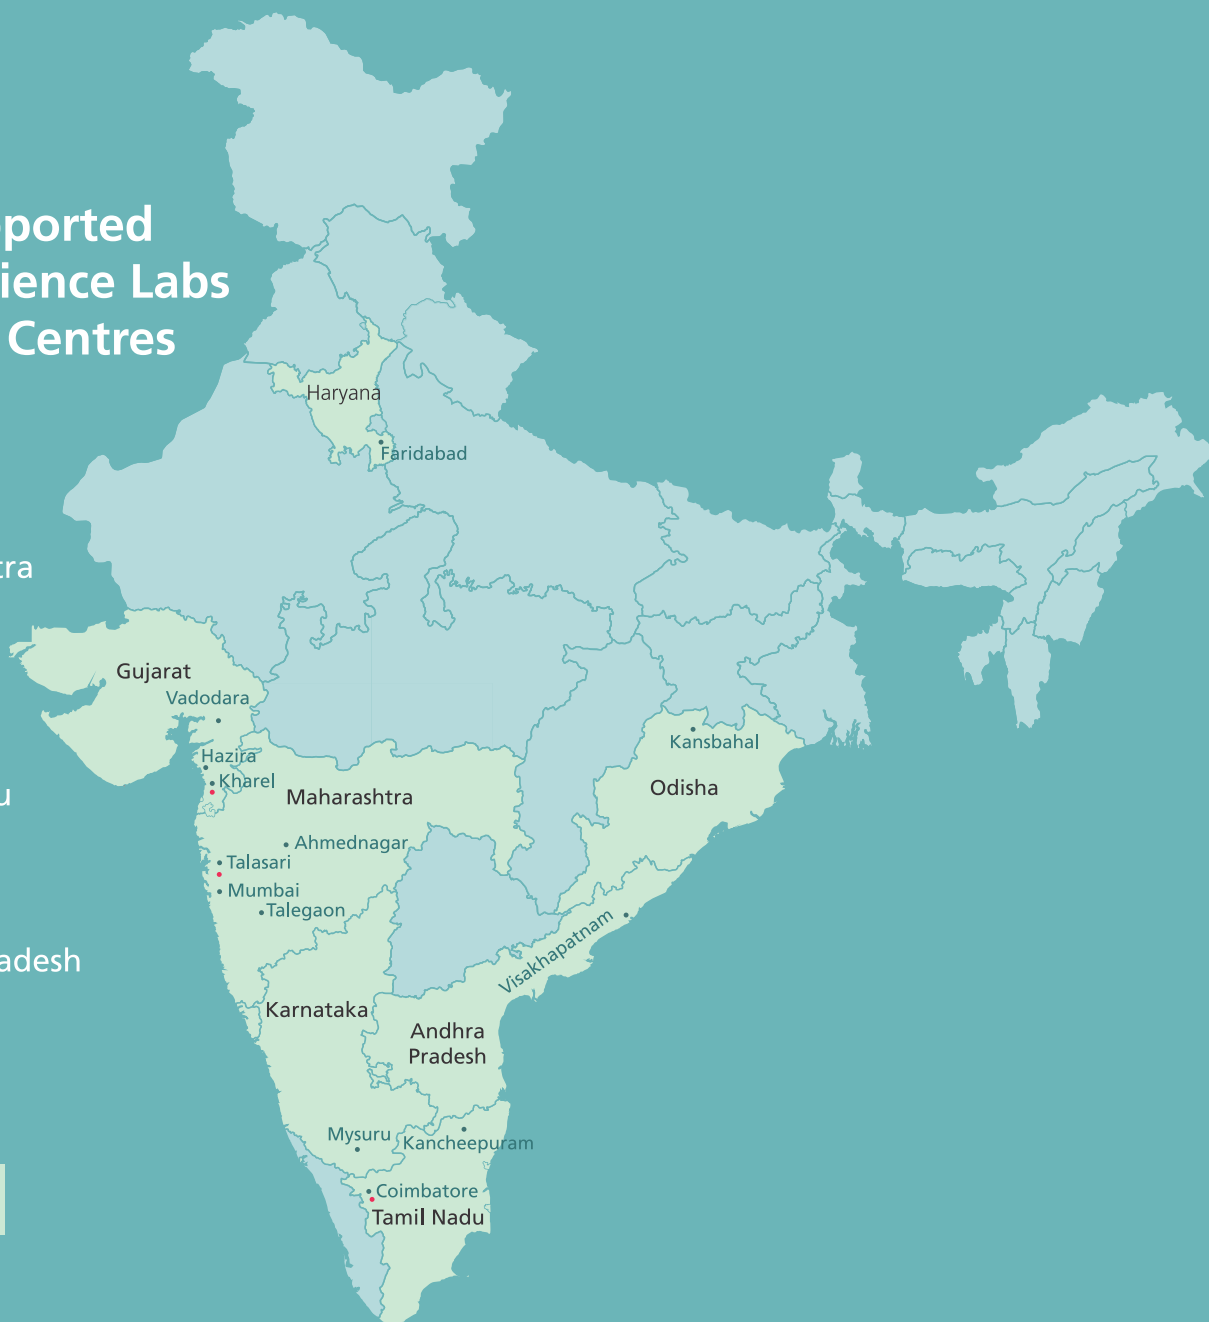 ported
ience Labs
Centres
Haryana
Faridabad
tra
Gujarat
Vadodara
Kansbahal
Hazira
Kharel
Odisha
u
Maharashtra
Ahmednagar
Talasari
Mumbai
Talegaon
Visakhapatnam
adesh
Karnataka
Andhra
Pradesh
Mysuru
Kancheepuram
Coimbatore
Tamil Nadu